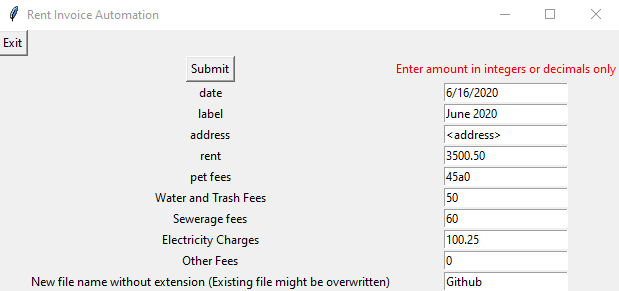 Rent Invoice Automation
Exit
Submit Enter amount in integers or decimals only
date 6/16/2020
label June 2020
address <address>
rent 3500.50
pet fees 45a0
Water and Trash Fees 50
Sewerage fees 60
Electricity Charges 100.25
Other Fees 0
New file name without extension (Existing file might be overwritten) Github